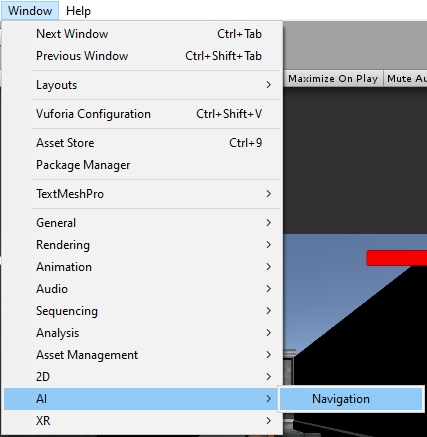 Window Help
Next Window Ctrl+Tab
Previous Window Ctrl+Shift+Tab
Layouts
Maximize On Play Mute Au
Vuforia Configuration Ctrl+Shift+V
Asset Store Ctrl+9
Package Manager
TextMeshPro
General
Rendering
Animation
Audio
Sequencing
Analysis
Asset Management
2D
AI Navigation
XR